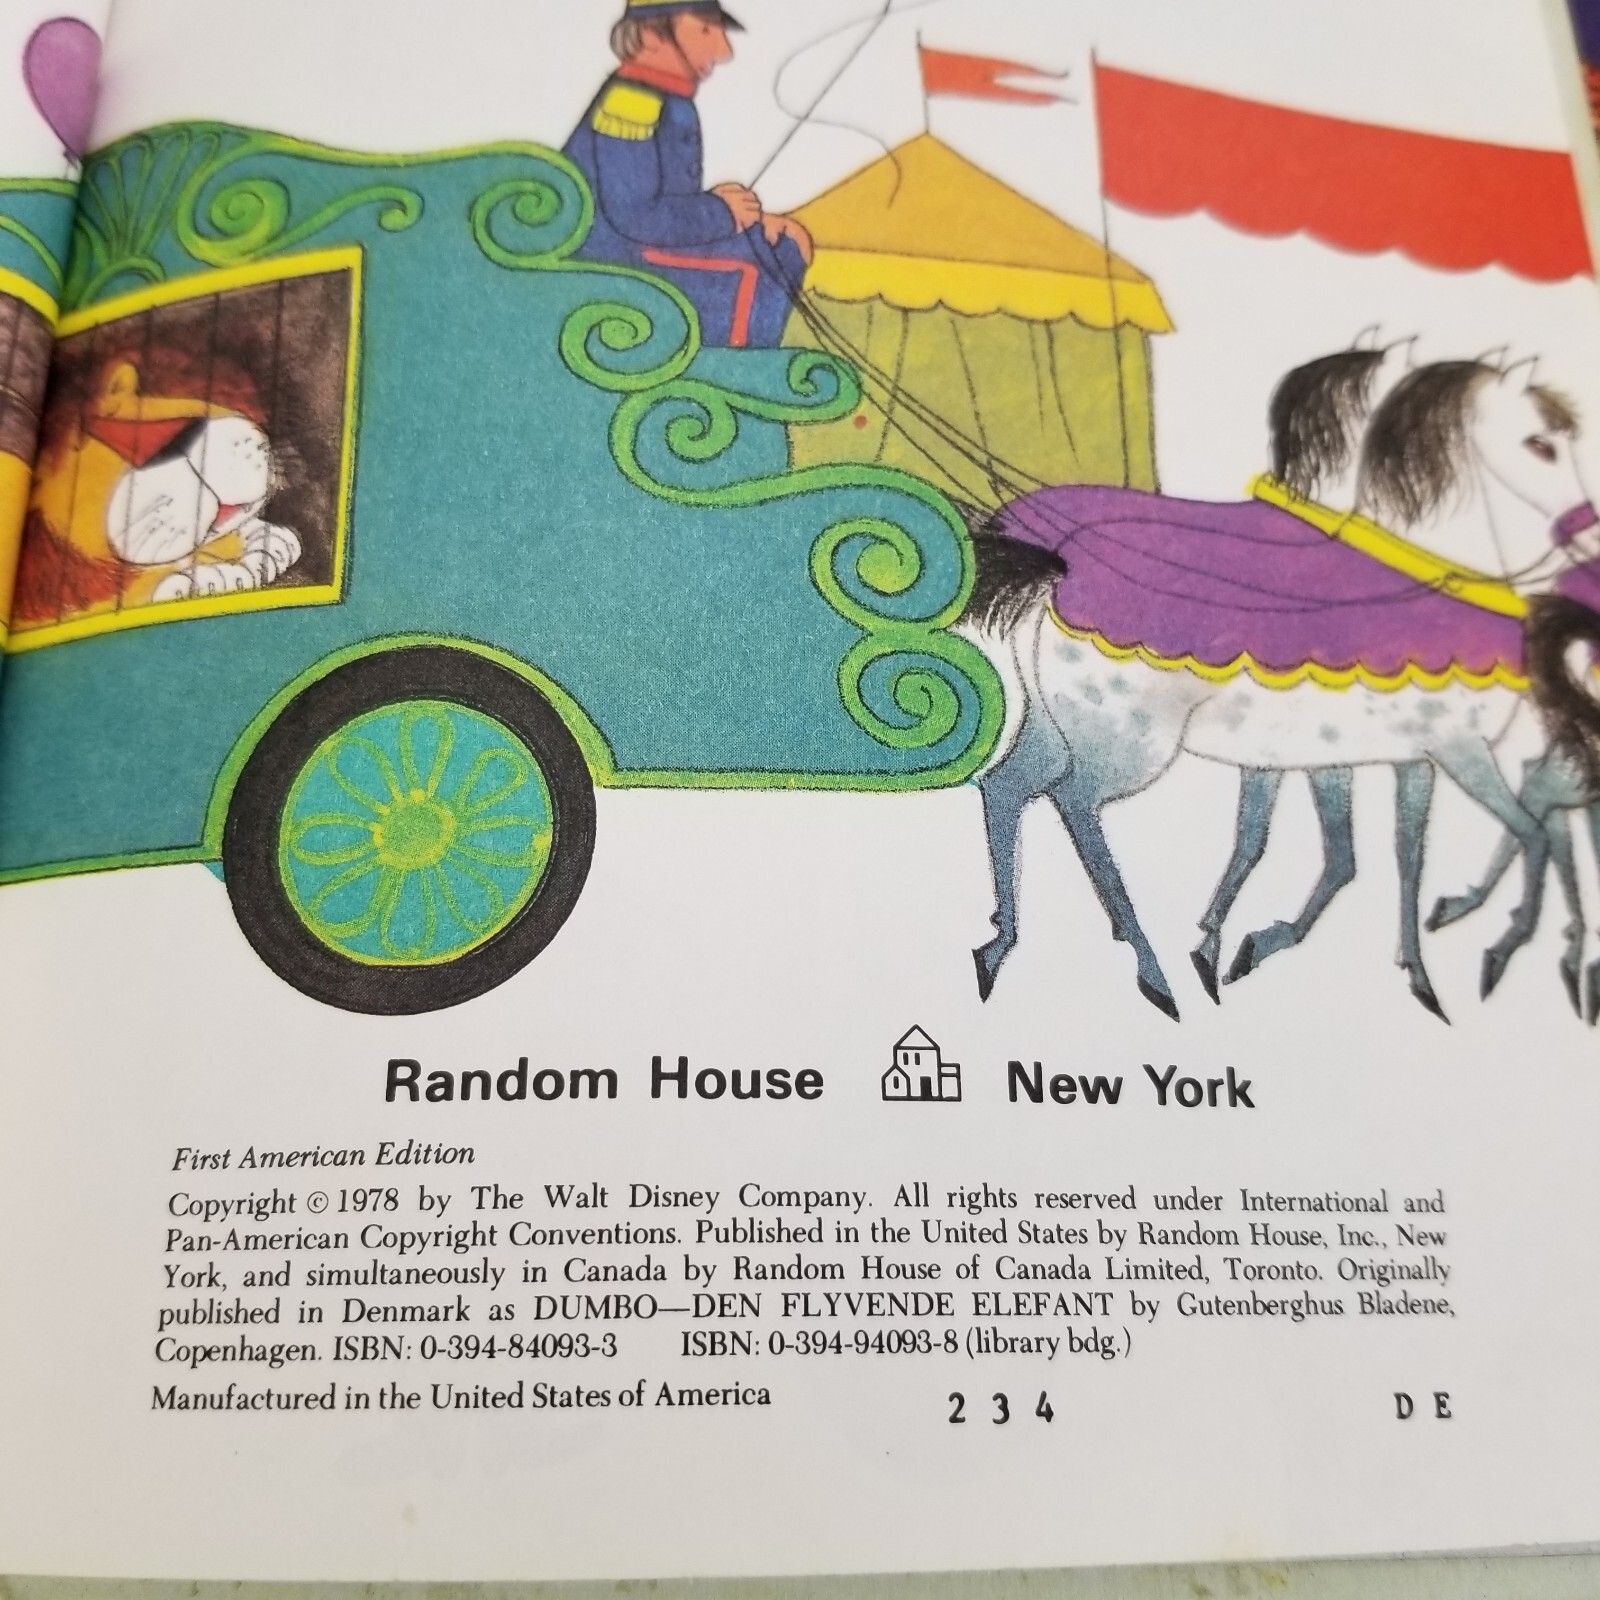 Random House New York
First American Edition
Copyright © 1978 by The Walt Disney Company. All rights reserved under International and
Pan-American Copyright Conventions. Published in the United States by Random House, Inc., New
York, and simultaneously in Canada by Random House of Canada Limited, Toronto. Originally
published in Denmark as DUMBO—DEN FLYVENDE ELEFANT by Gutenberghus Bladene,
Copenhagen. ISBN: 0-394-84093-3 ISBN: 0-394-94093-8 (library bdg.)
Manufactured in the United States of America 2 3 4 D E